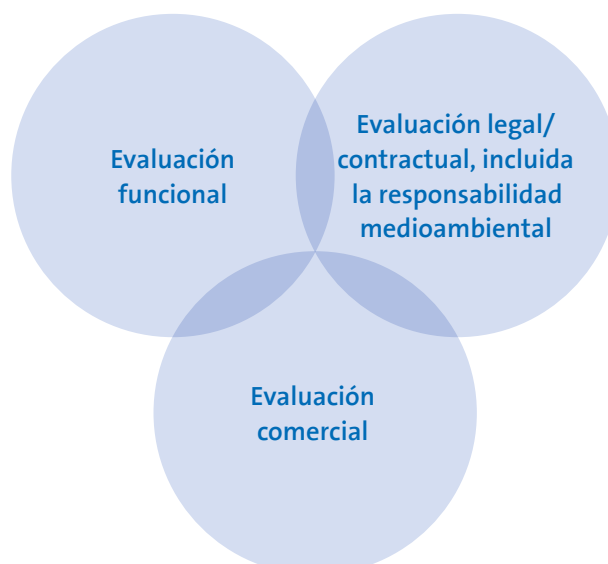 Evaluación
funcional
Evaluación legal/
contractual, incluida
la responsabilidad
medioambiental
Evaluación
comercial